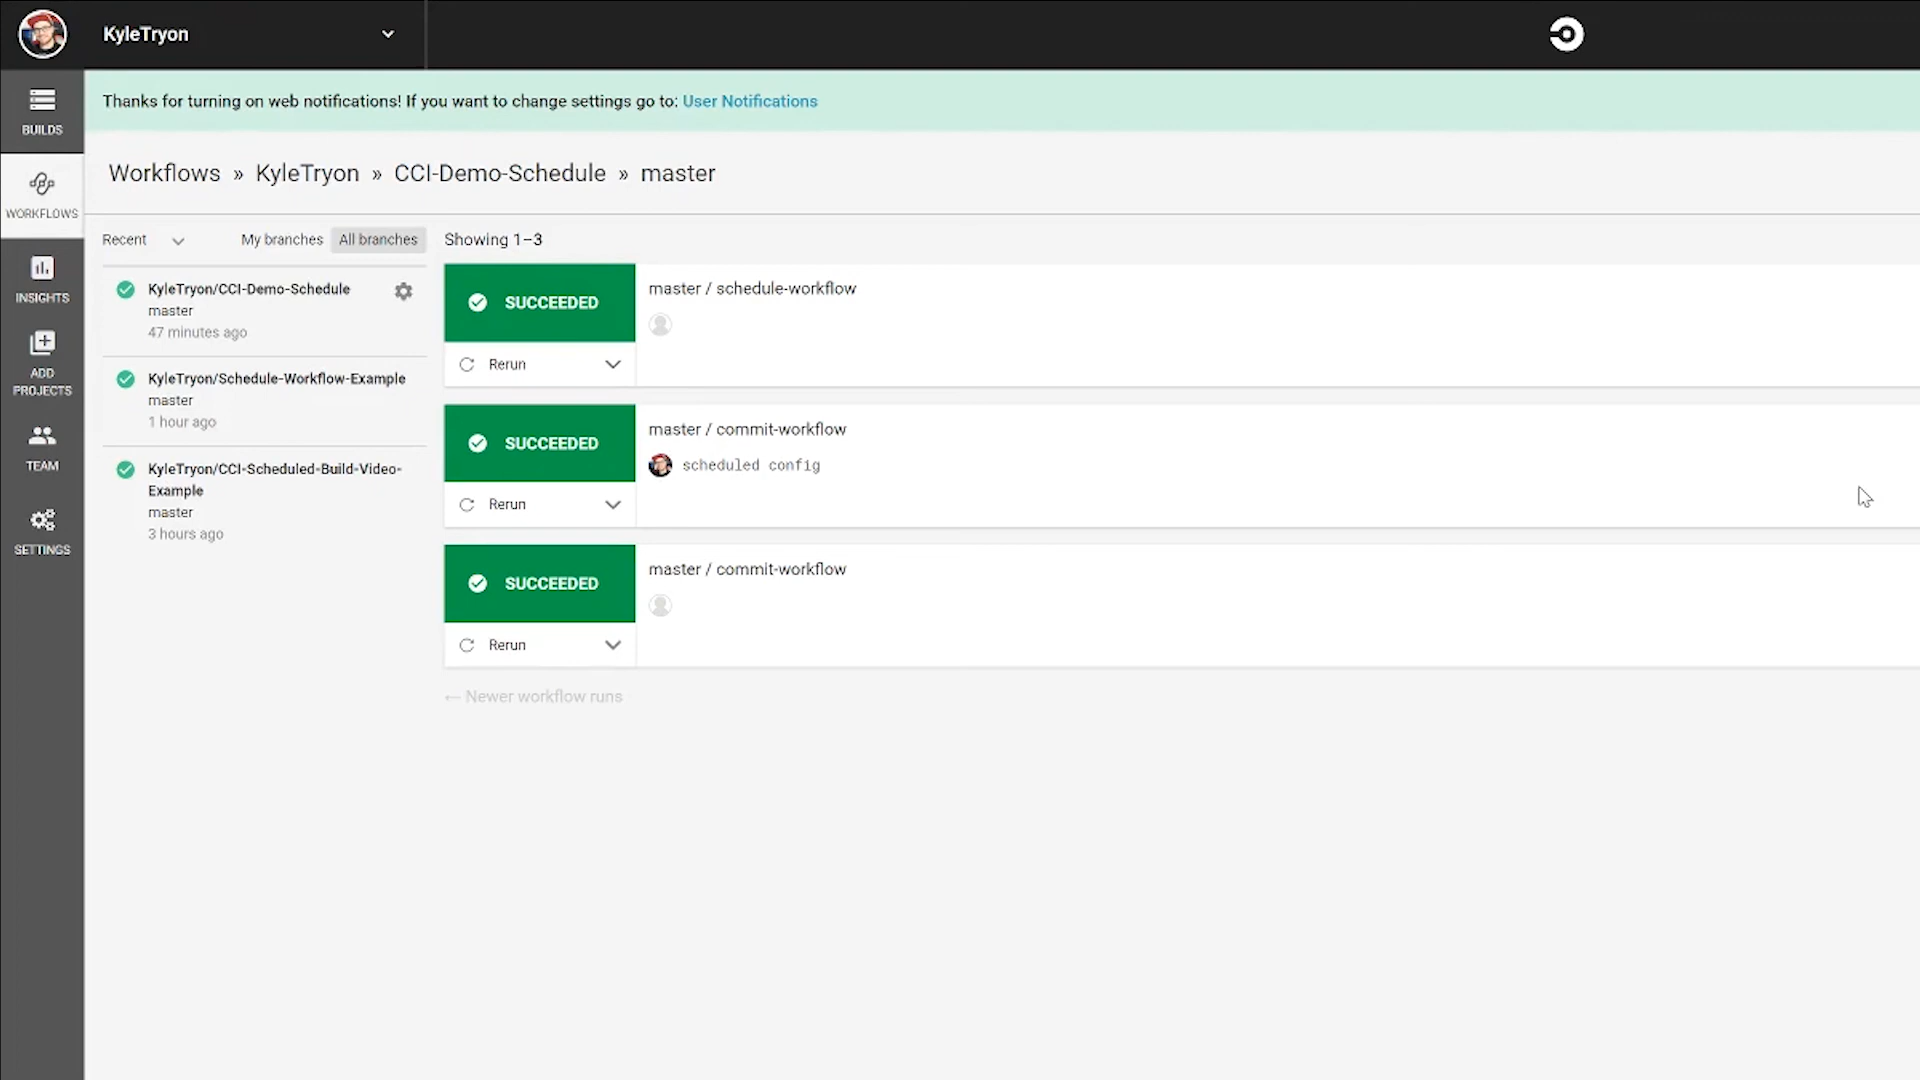 KyleTryon
Thanks for turning on web notifications! If you want to change settings go to: User Notifications
BUILDS
WORKFLOWS
INSIGHTS
ADD
PROJECTS
TEAM
SETTINGS
Workflows » KyleTryon » CCI-Demo-Schedule » master
Recent My branches All branches
KyleTryon/CCI-Demo-Schedule
master
47 minutes ago
KyleTryon/Schedule-Workflow-Example
master
1 hour ago
KyleTryon/CCI-Scheduled-Build-Video-
Example
master
3 hours ago
Showing 1–3
SUCCEEDED
master / schedule-workflow
Rerun
SUCCEEDED
master / commit-workflow
scheduled config
Rerun
SUCCEEDED
master / commit-workflow
Rerun
← Newer workflow runs